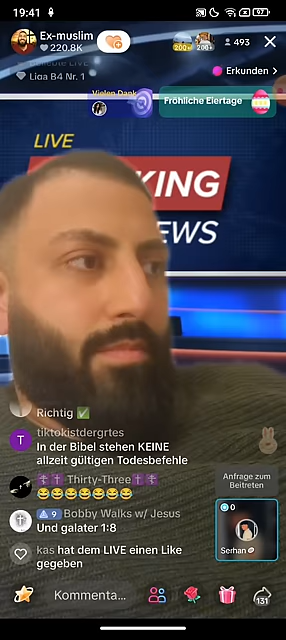 19:41
97
Ex-muslim
220.8K
200+
200+
493
Liga B4 Nr. 1
Erkunden
Vielen Dank
Fröhliche Eiertage
LIVE
KING
EWS
Richtig ✅
tiktokistdergrtes
In der Bibel stehen KEINE
allzeit gültigen Todesbefehle
Thirty-Three
😂😂😂😂😂😂😂
9 Bobby Walks w/ Jesus
Und galater 1:8
kas hat dem LIVE einen Like
gegeben
Anfrage zum
Beitreten
0
Serhan
Kommenta...
131